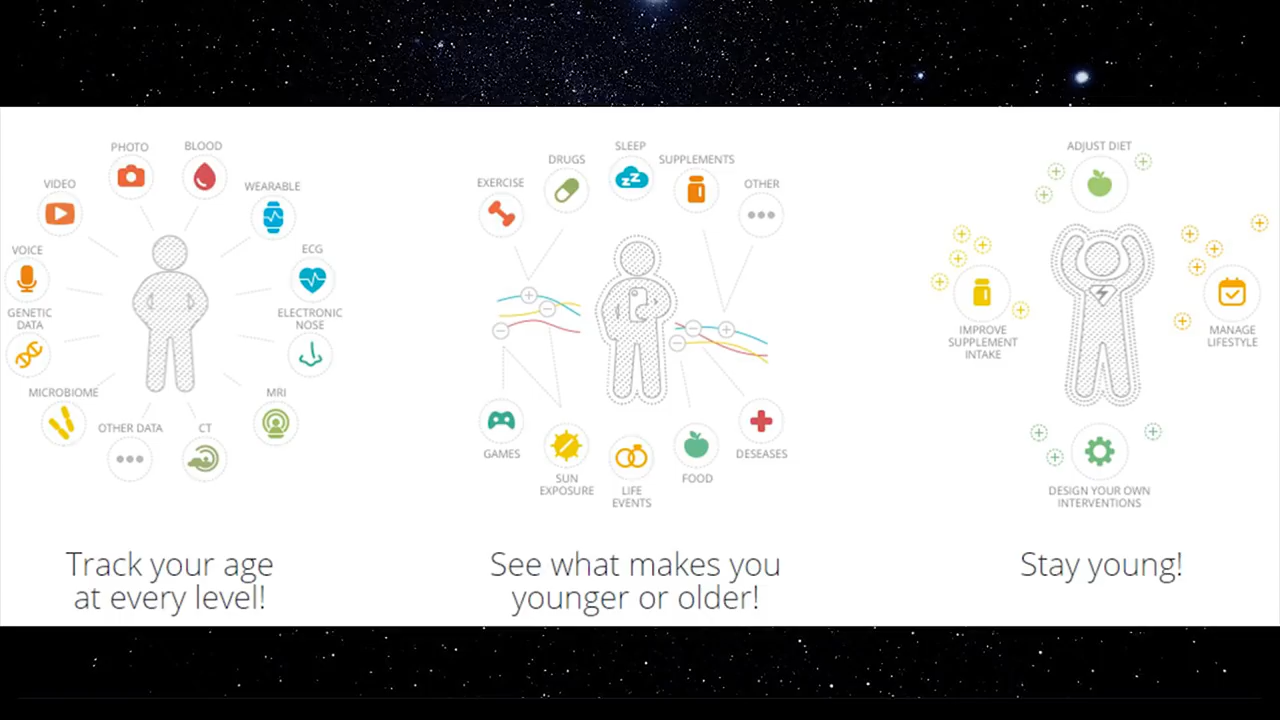 PHOTO
BLOOD
VIDEO
WEARABLE
VOICE
ECG
GENETIC
DATA
ELECTRONIC
NOSE
MICROBIOME
MRI
OTHER DATA
CT
Track your age
at every level!
SLEEP
DRUGS
SUPPLEMENTS
EXERCISE
OTHER
GAMES
DESEASES
SUN
EXPOSURE
FOOD
LIFE
EVENTS
See what makes you
younger or older!
ADJUST DIET
IMPROVE
SUPPLEMENT
INTAKE
MANAGE
LIFESTYLE
DESIGN YOUR OWN
INTERVENTIONS
Stay young!